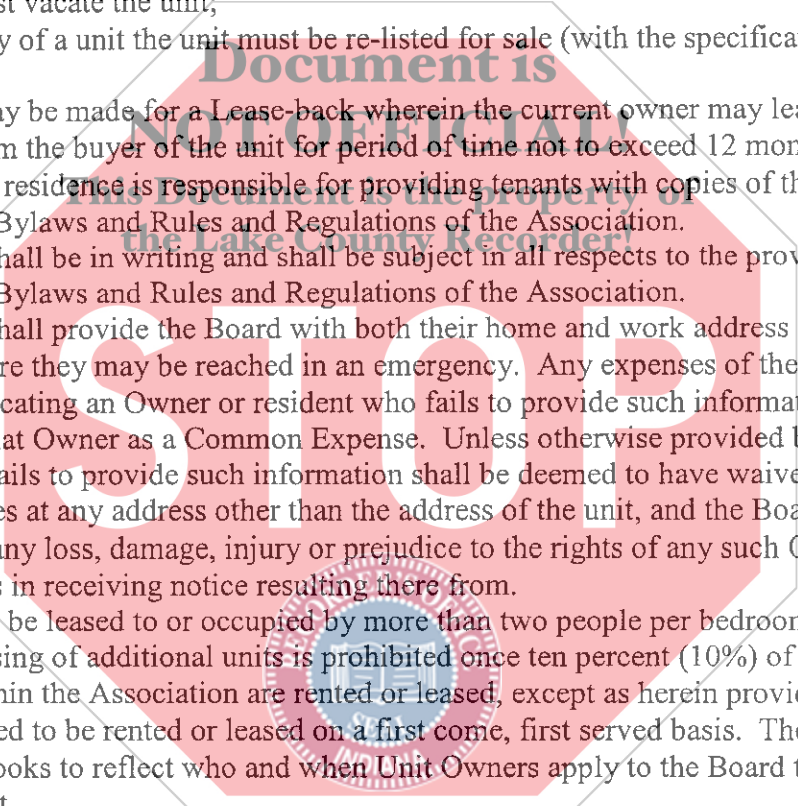 st vacate the unit;
y of a unit the unit must be re-listed for sale (with the specifica
Document is
ay be made for a Lease-back wherein the current owner may lea
NOT OFFICIAL!
m the buyer of the unit for period of time not to exceed 12 mon
residence is responsible for providing tenants with copies of th
This Document is the property of
Bylaws and Rules and Regulations of the Association.
the Lake County Recorder!
hall be in writing and shall be subject in all respects to the prov
Bylaws and Rules and Regulations of the Association.
hall provide the Board with both their home and work address
re they may be reached in an emergency. Any expenses of the
cating an Owner or resident who fails to provide such informa
at Owner as a Common Expense. Unless otherwise provided b
ails to provide such information shall be deemed to have waive
STOP
es at any address other than the address of the unit, and the Boa
any loss, damage, injury or prejudice to the rights of any such
s in receiving notice resulting there from.
be leased to or occupied by more than two people per bedroom
sing of additional units is prohibited once ten percent (10%) of
hin the Association are rented or leased, except as herein provi
ed to be rented or leased on a first come, first served basis. The
SEAL
ooks to reflect who and when Unit Owners apply to the Board t
INDIANA